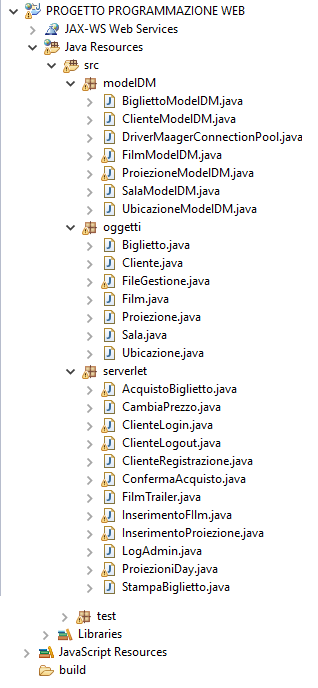 PROGETTO PROGRAMMAZIONE WEB
JAX-WS Web Services
Java Resources
src
modelDM
BigliettoModelDM.java
ClienteModelDM.java
DriverMaagerConnectionPool.java
FilmModelDM.java
ProiezioneModelDM.java
SalaModelDM.java
UbicazioneModelDM.java
oggetti
Biglietto.java
Cliente.java
FileGestione.java
Film.java
Proiezione.java
Sala.java
Ubicazione.java
serverlet
AcquistoBiglietto.java
CambiaPrezzo.java
ClienteLogin.java
ClienteLogout.java
ClienteRegistrazione.java
ConfermaAcquisto.java
FilmTrailer.java
InserimentoFIlm.java
InserimentoProiezione.java
LogAdmin.java
ProiezioniDay.java
StampaBiglietto.java
test
Libraries
JavaScript Resources
build